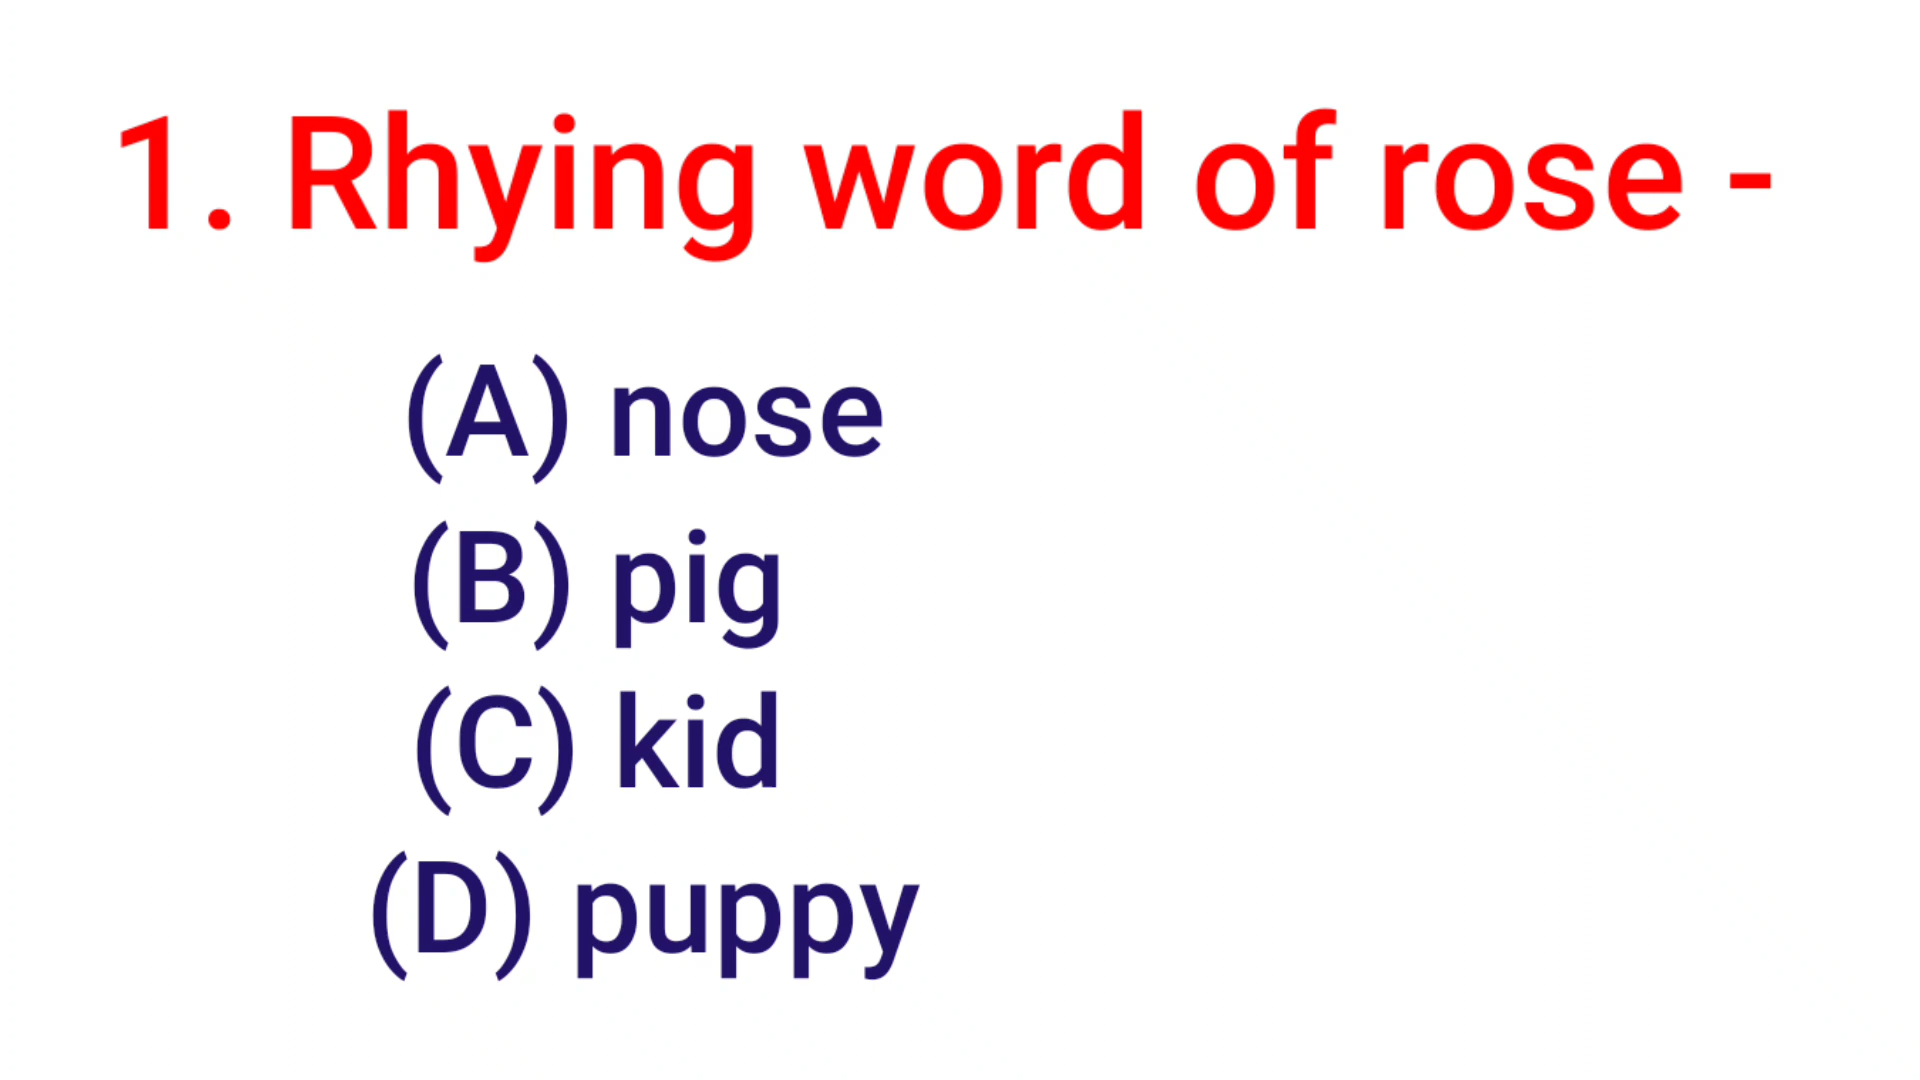 1. Rhying word of rose -
(A) nose
(B) pig
(C) kid
(D) puppy